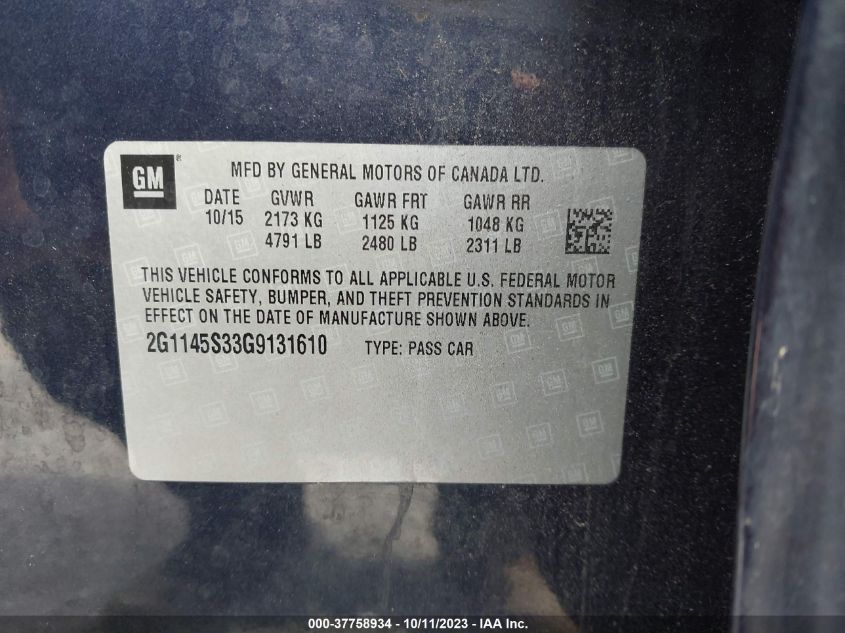 GM ®
MFD BY GENERAL MOTORS OF CANADA LTD.
DATE GVWR GAWR FRT GAWR RR
10/15 2173 KG 1125 KG 1048 KG
4791 LB 2480 LB 2311 LB
THIS VEHICLE CONFORMS TO ALL APPLICABLE U.S. FEDERAL MOTOR
VEHICLE SAFETY, BUMPER, AND THEFT PREVENTION STANDARDS IN
EFFECT ON THE DATE OF MANUFACTURE SHOWN ABOVE.
2G1145S33G9131610 TYPE: PASS CAR
000-37758934 - 10/11/2023 - IAA Inc.